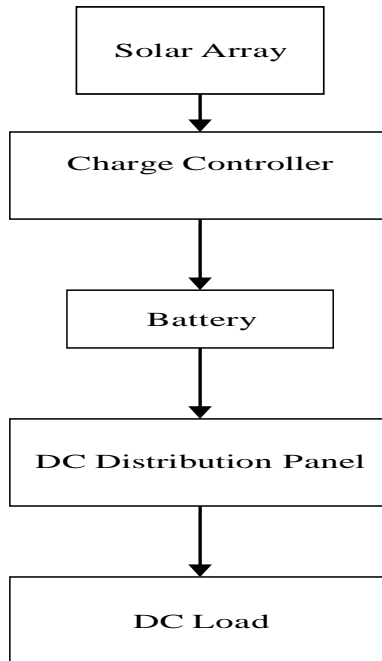 Solar Array
Charge Controller
Battery
DC Distribution Panel
DC Load